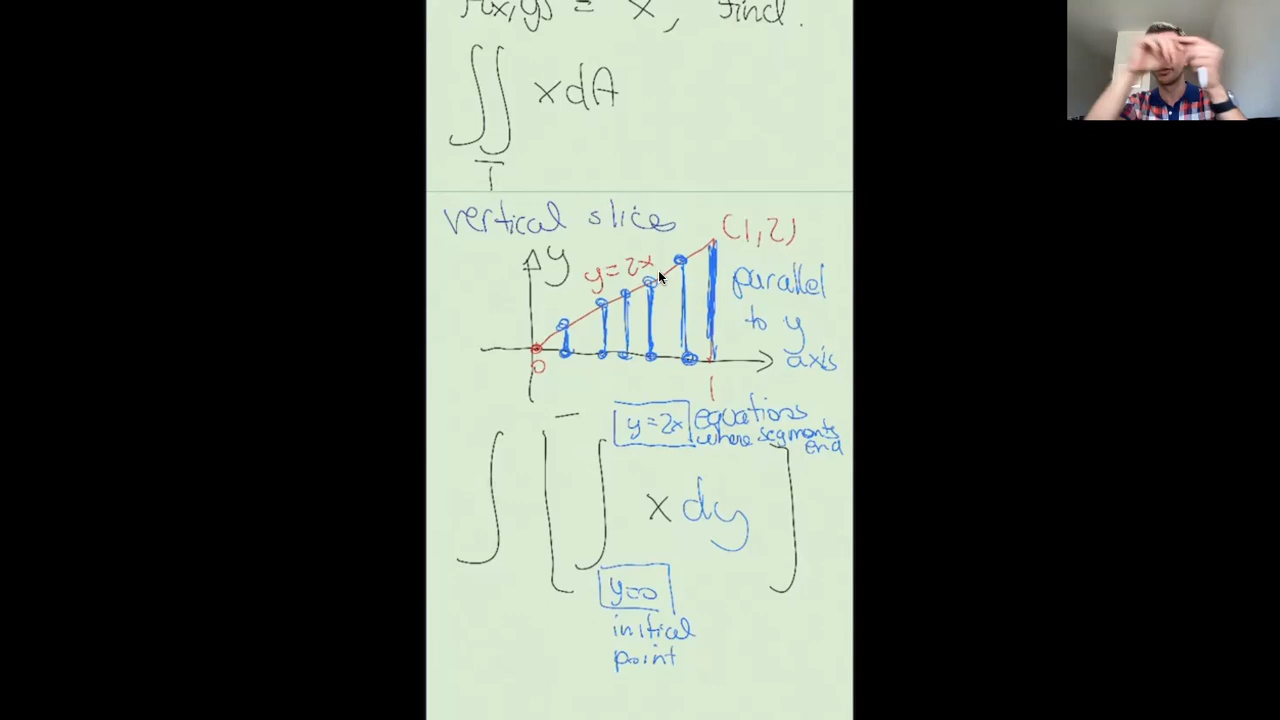 f(x,y) = x, find.
∬ x dA
T
vertical slices
(1,2)
y
y=2x
parallel
to y
axis
0
1
y=2x
equations
where segments
end
∫ [ ∫ x dy ]
y=0
initial
point